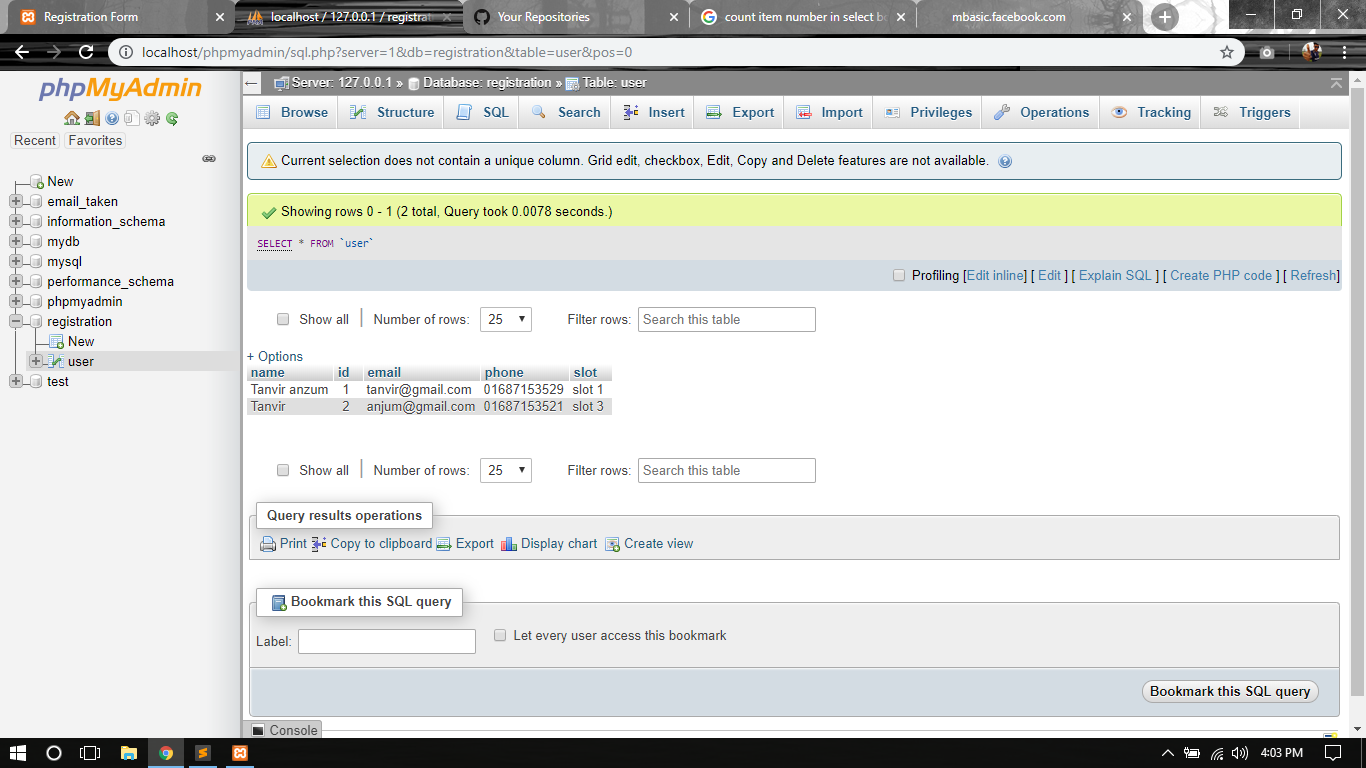 Registration Form
localhost / 127.0.0.1 / registrat
Your Repositories
count item number in select b
mbasic.facebook.com
localhost/phpmyadmin/sql.php?server=1&db=registration&table=user&pos=0
phpMyAdmin
Recent Favorites
New
email_taken
information_schema
mydb
mysql
performance_schema
phpmyadmin
registration
New
user
test
Server: 127.0.0.1 » Database: registration » Table: user
Browse Structure SQL Search Insert Export Import Privileges Operations Tracking Triggers
Current selection does not contain a unique column. Grid edit, checkbox, Edit, Copy and Delete features are not available.
Showing rows 0 - 1 (2 total, Query took 0.0078 seconds.)
SELECT * FROM `user`
Profiling [Edit inline] [ Edit ] [ Explain SQL ] [ Create PHP code ] [ Refresh]
Show all | Number of rows: 25 Filter rows: Search this table
+ Options
name id email phone slot
Tanvir anzum 1 tanvir@gmail.com 01687153529 slot 1
Tanvir 2 anjum@gmail.com 01687153521 slot 3
Show all | Number of rows: 25 Filter rows: Search this table
Query results operations
Print Copy to clipboard Export Display chart Create view
Bookmark this SQL query
Label: Let every user access this bookmark
Bookmark this SQL query
Console
4:03 PM